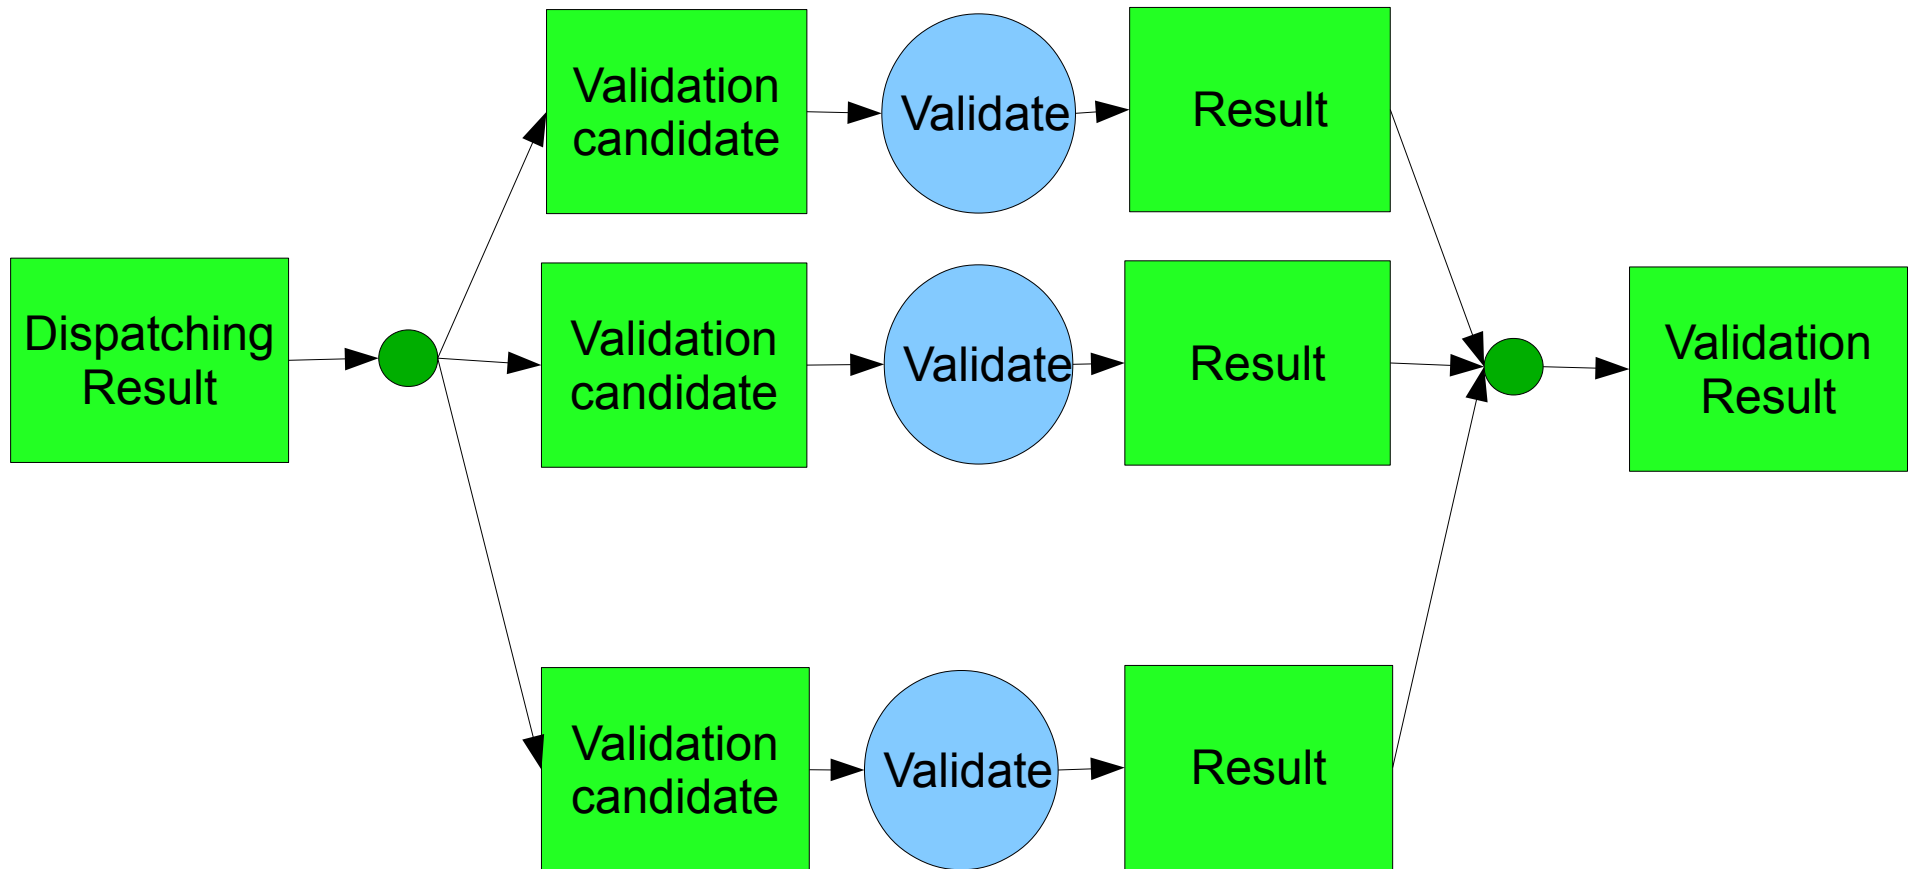 Validation
candidate
Validate
Result
Dispatching
Result
Validation
candidate
Validate
Result
Validation
Result
Validation
candidate
Validate
Result